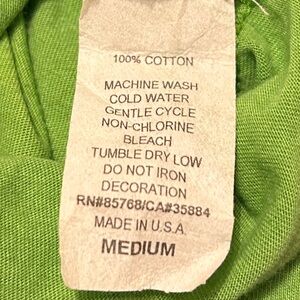 100% COTTON
MACHINE WASH
COLD WATER
GENTLE CYCLE
NON-CHLORINE
BLEACH
TUMBLE DRY LOW
DO NOT IRON
DECORATION
RN#85768/CA#35884
MADE IN U.S.A.
MEDIUM